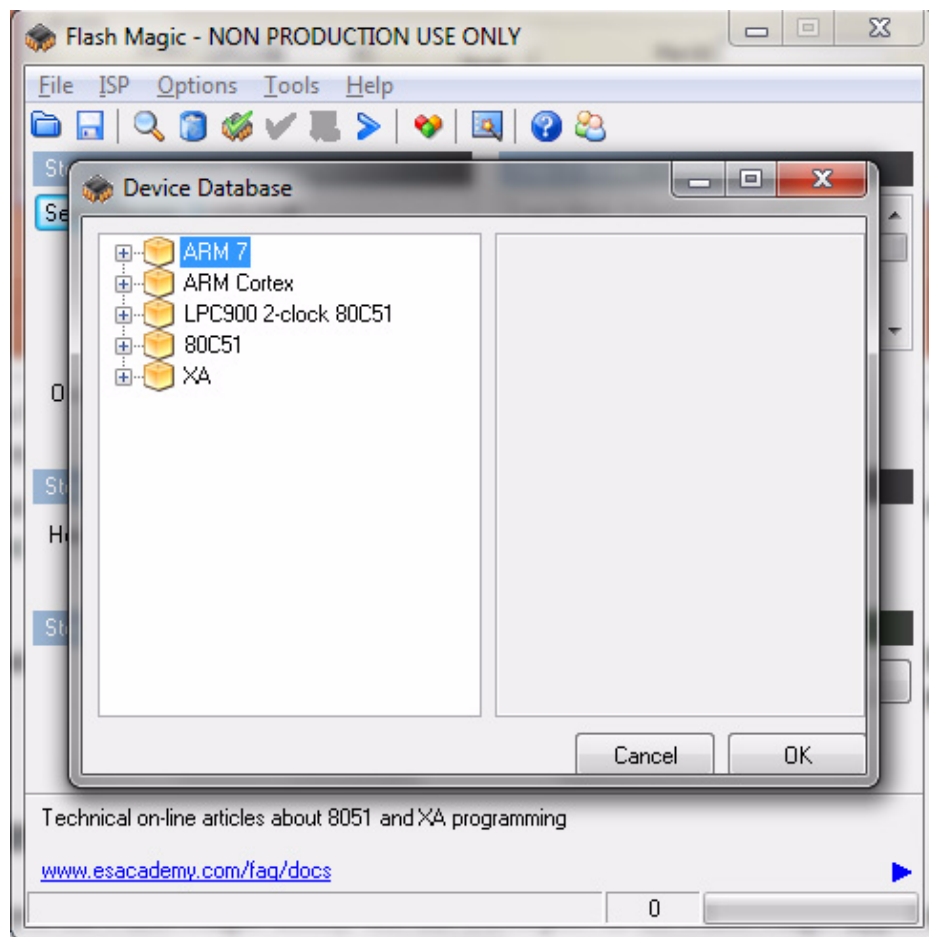 Flash Magic - NON PRODUCTION USE ONLY
File ISP Options Tools Help
Device Database
ARM 7
ARM Cortex
LPC900 2-clock 80C51
80C51
XA
Cancel OK
Technical on-line articles about 8051 and XA programming
www.esacademy.com/faq/docs
0